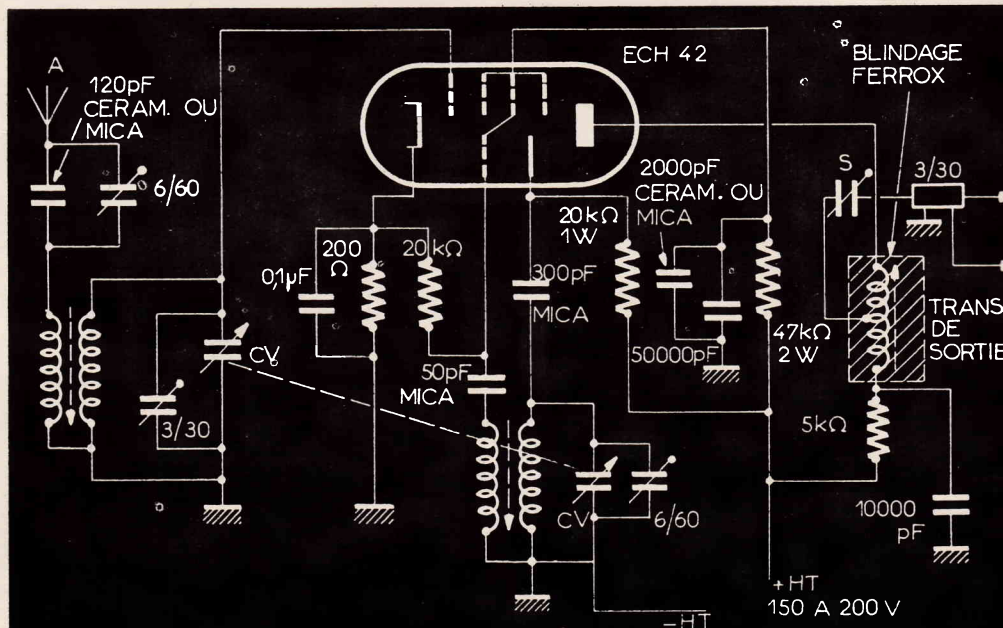 ECH 42
BLINDAGE
FERROX
A
120pF
CERAM. OU
MICA
6/60
2000pF
CERAM. OU
MICA
S
3/30
20kΩ
1W
200
Ω
20kΩ
0,1µF
300pF
MICA
TRANS
DE
SORTIE
CV
47kΩ
2W
50000pF
50pF
MICA
3/30
5kΩ
CV
6/60
10000
pF
+HT
150 A 200 V
-HT